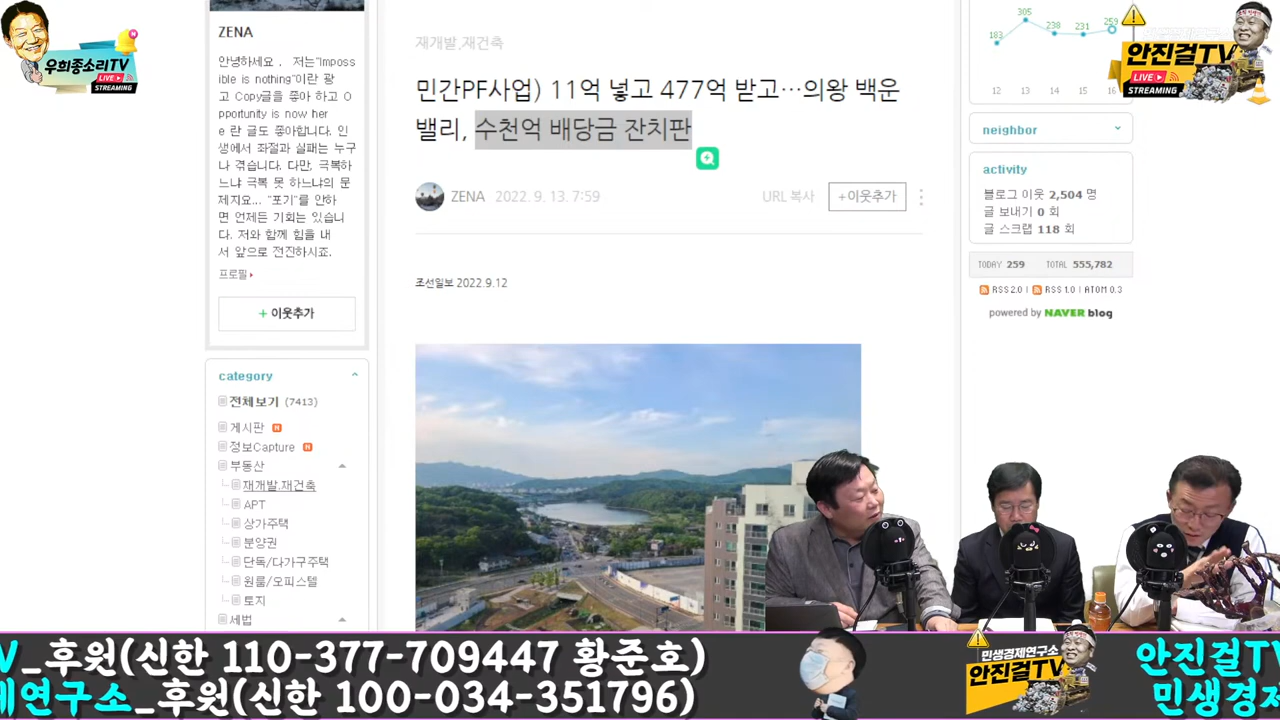 우희종소리TV
LIVE
STREAMING
ZENA
안녕하세요 . 저는"Imposs
ible is nothing"이란 광
고 Copy글을 좋아 하고 O
pportunity is now her
e 란 글도 좋아합니다. 인
생에서 좌절과 실패는 누구
나 겪습니다. 다만, 극복하
느냐 극복 못 하느냐의 문
제지요... "포기"를 안하
면 언제든 기회는 있습니
다. 저와 함께 힘을 내
서 앞으로 전진하시죠.
프로필
+ 이웃추가
category
전체보기 (7413)
게시판 N
정보Capture N
부동산
재개발.재건축
APT
상가주택
분양권
단독/다가구주택
원룸/오피스텔
토지
세법
재개발.재건축
민간PF사업) 11억 넣고 477억 받고…의왕 백운
밸리, 수천억 배당금 잔치판
ZENA 2022. 9. 13. 7:59
URL 복사 +이웃추가
조선일보 2022.9.12
183 305 238 231 259
12 13 14 15 16
안진걸TV
LIVE
STREAMING
neighbor
activity
블로그 이웃 2,504 명
글 보내기 0 회
글 스크랩 118 회
TODAY 259 TOTAL 555,782
RSS 2.0 | RSS 1.0 | ATOM 0.3
powered by NAVER blog
V_후원(신한 110-377-709447 황준호)
제연구소_후원(신한 100-034-351796)
민생경제연구소
안진걸TV
안진걸TV
민생경제